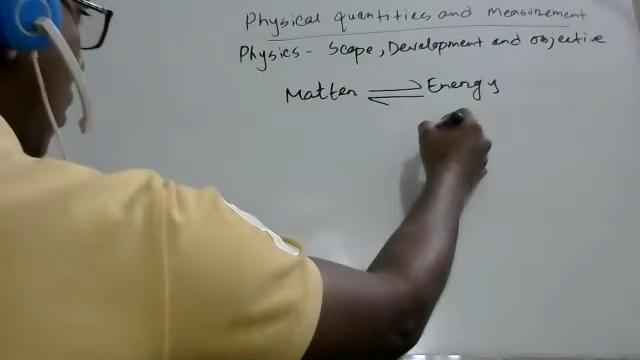 Physical quantities and measurement
Physics - Scope, Development and objective
Matter ⇌ Energy